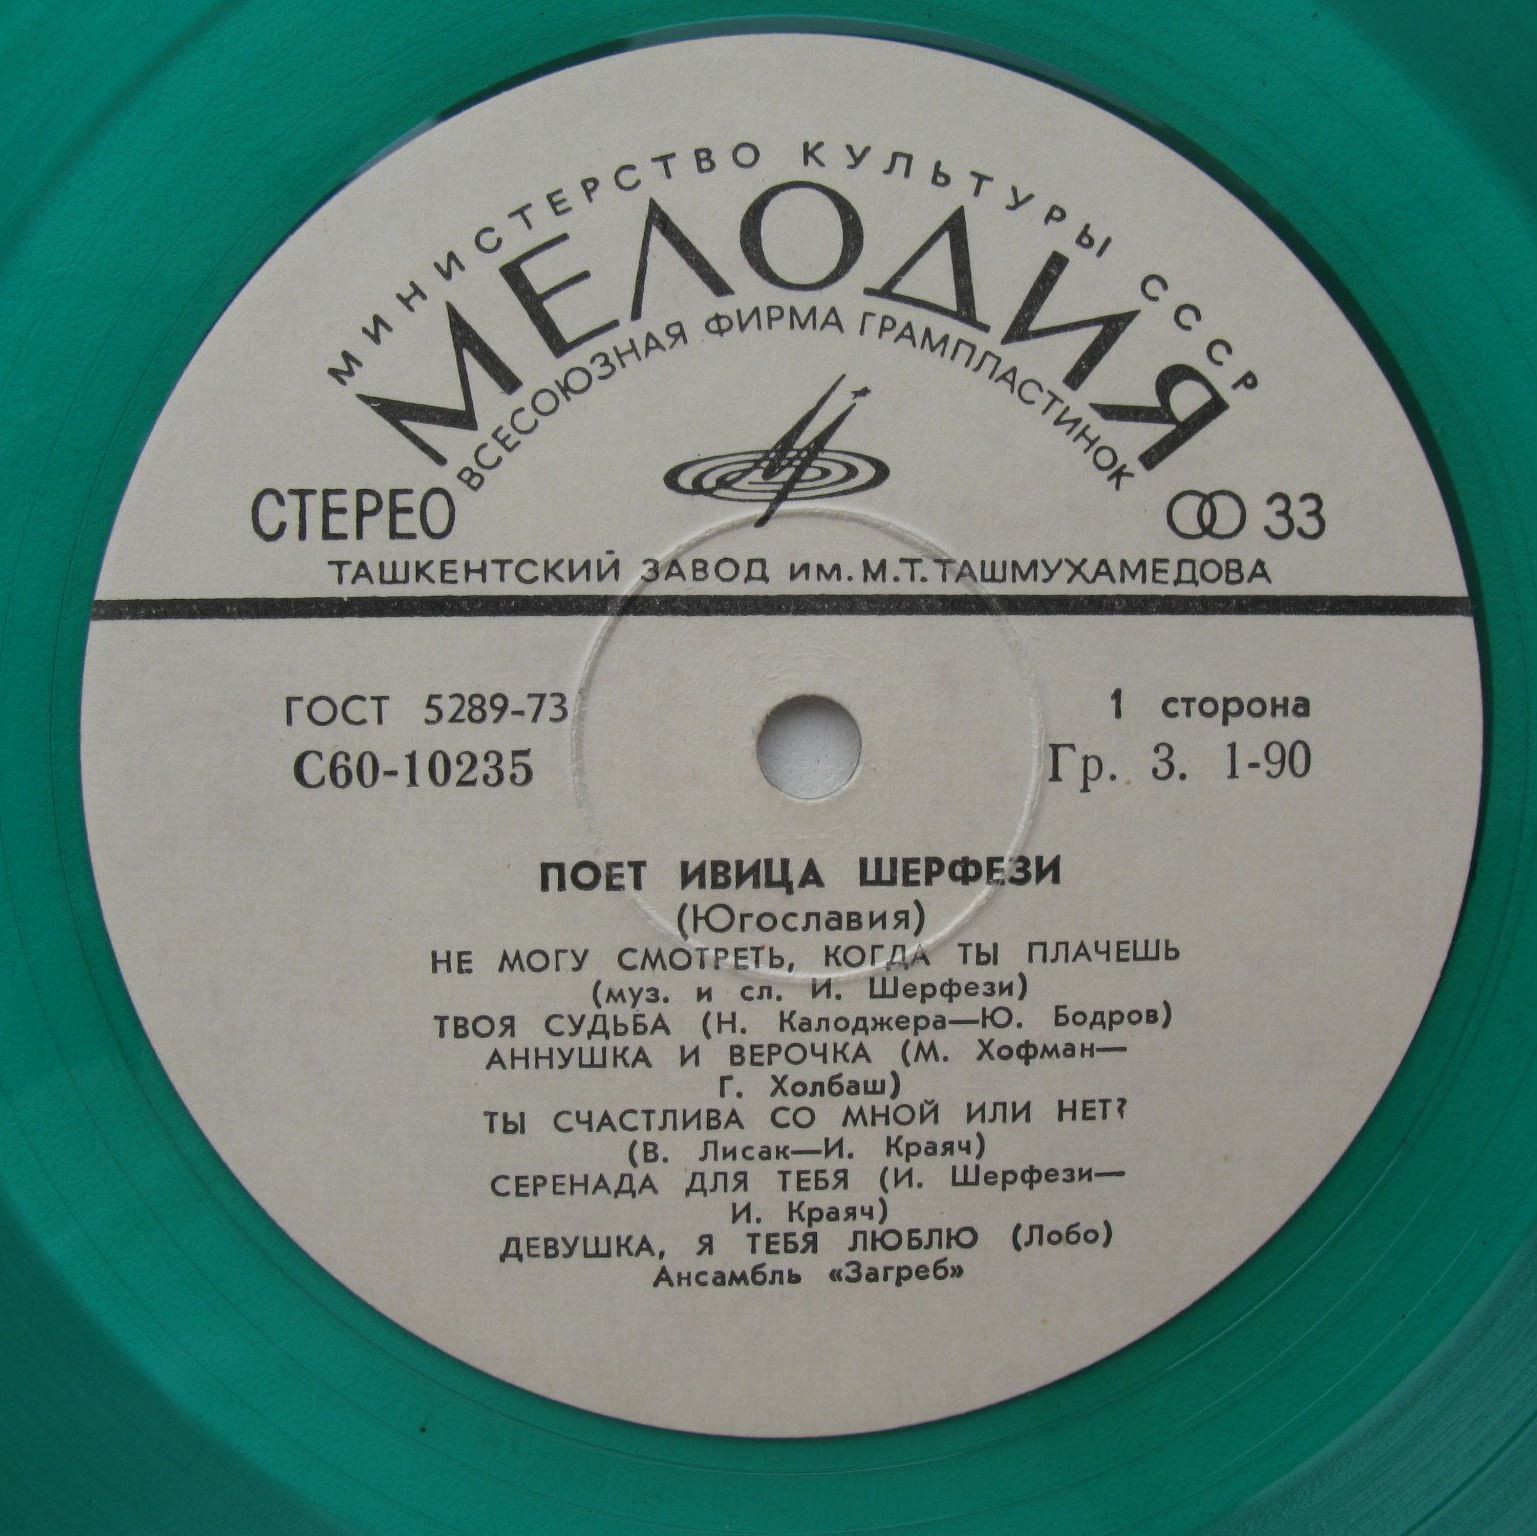 МИНИСТЕРСТВО КУЛЬТУРЫ СССР
МЕЛОДИЯ
ВСЕСОЮЗНАЯ ФИРМА ГРАМПЛАСТИНОК
СТЕРЕО
33
ТАШКЕНТСКИЙ ЗАВОД им. М.Т. ТАШМУХАМЕДОВА
ГОСТ 5289-73
1 сторона
С60-10235
Гр. 3. 1-90
ПОЕТ ИВИЦА ШЕРФЕЗИ
(Югославия)
НЕ МОГУ СМОТРЕТЬ, КОГДА ТЫ ПЛАЧЕШЬ
(муз. и сл. И. Шерфези)
ТВОЯ СУДЬБА (Н. Калоджера—Ю. Бодров)
АННУШКА И ВЕРОЧКА (М. Хофман—
Г. Холбаш)
ТЫ СЧАСТЛИВА СО МНОЙ ИЛИ НЕТ?
(В. Лисак—И. Краяч)
СЕРЕНАДА ДЛЯ ТЕБЯ (И. Шерфези—
И. Краяч)
ДЕВУШКА, Я ТЕБЯ ЛЮБЛЮ (Лобо)
Ансамбль «Загреб»